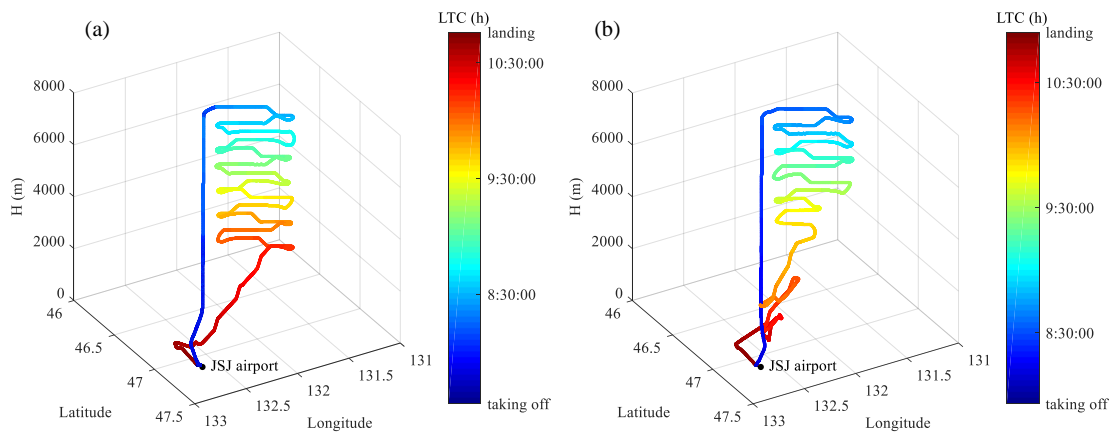 (a)
LTC (h)
landing
10:30:00
9:30:00
8:30:00
taking off
8000
6000
4000
2000
0
H (m)
46
46.5
47
47.5
Latitude
133
132.5
132
131.5
131
Longitude
JSJ airport
(b)
LTC (h)
landing
10:30:00
9:30:00
8:30:00
taking off
8000
6000
4000
2000
0
H (m)
46
46.5
47
47.5
Latitude
133
132.5
132
131.5
131
Longitude
JSJ airport